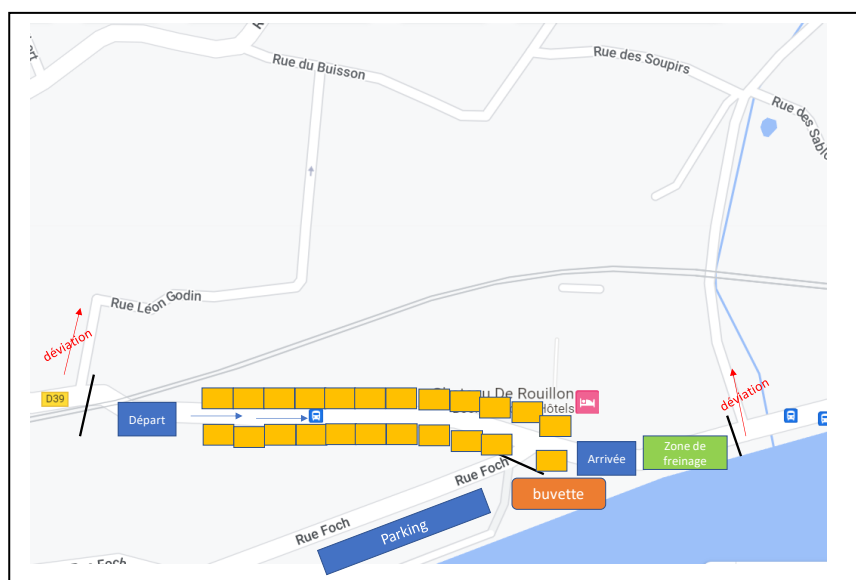 Rue du Buisson
Rue des Soupirs
Rue des Sable
Rue Léon Godin
déviation
D39
Départ
De Rouillon
Hôtels
déviation
Arrivée
Zone de
freinage
Rue Foch
buvette
Rue Foch
Parking
Rue Foch